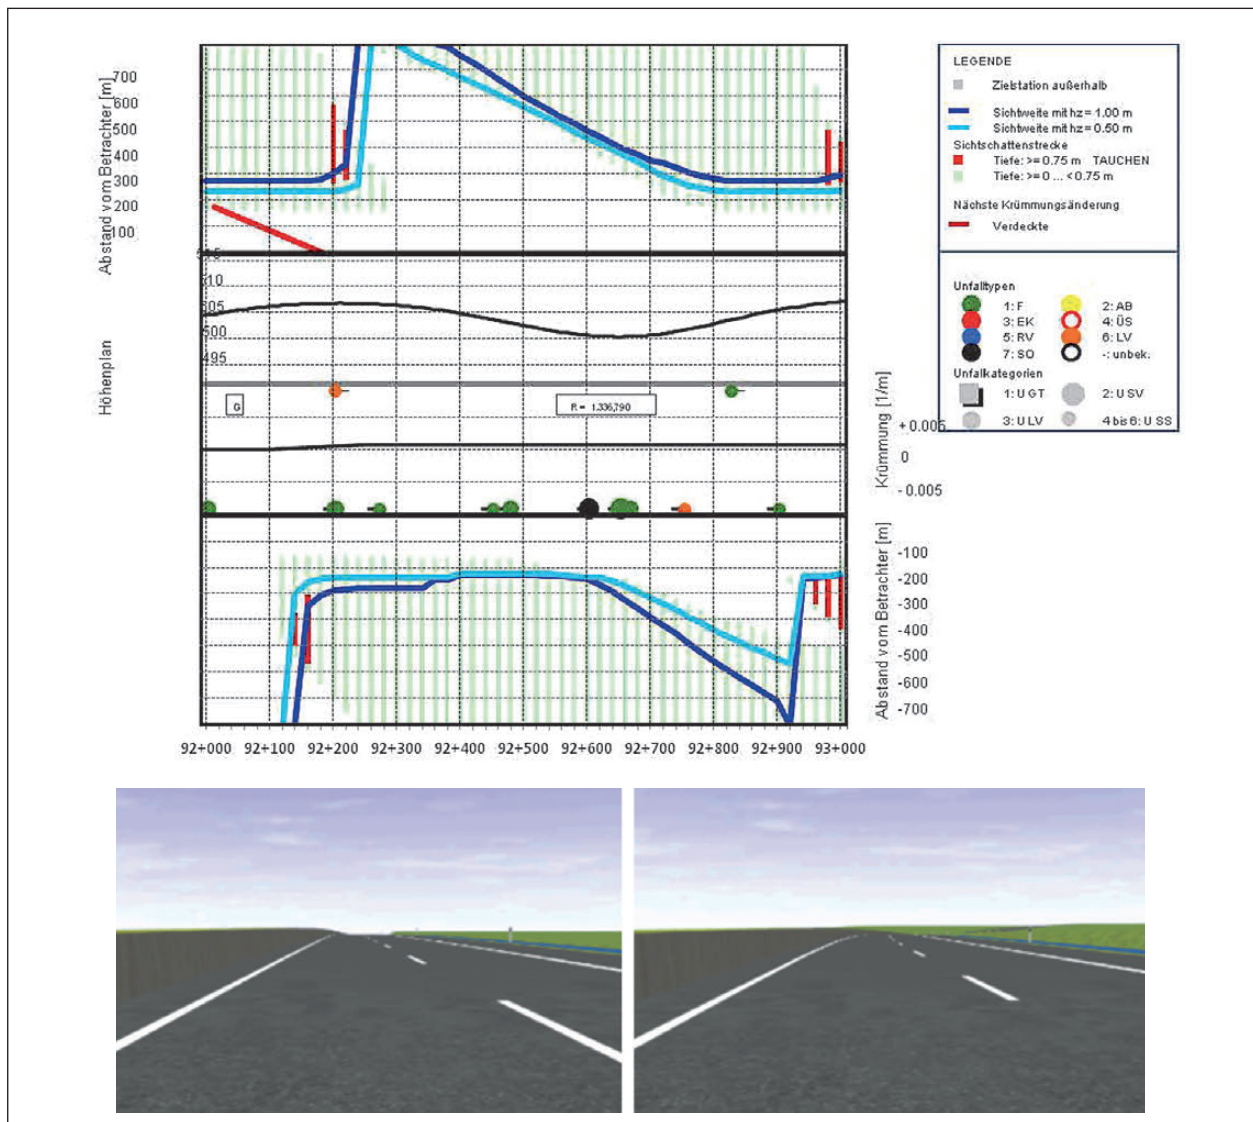 Abstand vom Betrachter [m]
700
600
500
400
300
200
100
Höhenplan
510
505
500
495
G
R = 1.336,790
Krümmung [1/m]
+ 0.005
0
- 0.005
Abstand vom Betrachter [m]
-100
-200
-300
-400
-500
-600
-700
92+000 92+100 92+200 92+300 92+400 92+500 92+600 92+700 92+800 92+900 93+000
LEGENDE
Zielstation außerhalb
Sichtweite mit hz = 1.00 m
Sichtweite mit hz = 0.50 m
Sichtschattenstrecke
Tiefe: >= 0.75 m TAUCHEN
Tiefe: >= 0 ... < 0.75 m
Nächste Krümmungsänderung
Verdeckte
Unfalltypen
1: F 2: AB
3: EK 4: ÜS
5: RV 6: LV
7: SO -: unbek.
Unfallkategorien
1: U GT 2: U SV
3: U LV 4 bis 6: U SS